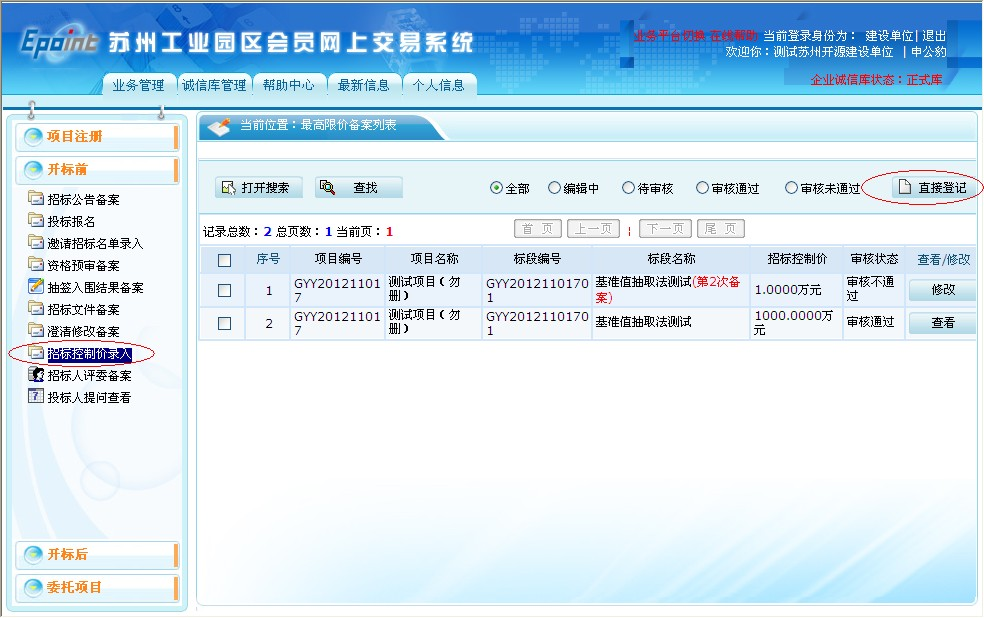 Epoint 苏州工业园区会员网上交易系统
业务平台切换 在线帮助 当前登录身份为： 建设单位| 退出
欢迎你：测试苏州开源建设单位 | 申公豹
企业诚信库状态：正式库
业务管理 诚信库管理 帮助中心 最新信息 个人信息
项目注册
开标前
招标公告备案
投标报名
邀请招标名单录入
资格预审备案
抽签入围结果备案
招标文件备案
澄清修改备案
招标控制价录入
招标人评委备案
投标人提问查看
开标后
委托项目
当前位置：最高限价备案列表
打开搜索 查找 全部 编辑中 待审核 审核通过 审核未通过 直接登记
记录总数：2 总页数：1 当前页：1 首 页 上一页 下一页 尾 页
序号 项目编号 项目名称 标段编号 标段名称 招标控制价 审核状态 查看/修改
1 GYY201211017 测试项目（勿删） GYY20121101701 基准值抽取法测试(第2次备案) 1.0000万元 审核不通过 修改
2 GYY201211017 测试项目（勿删） GYY20121101701 基准值抽取法测试 1000.0000万元 审核通过 查看